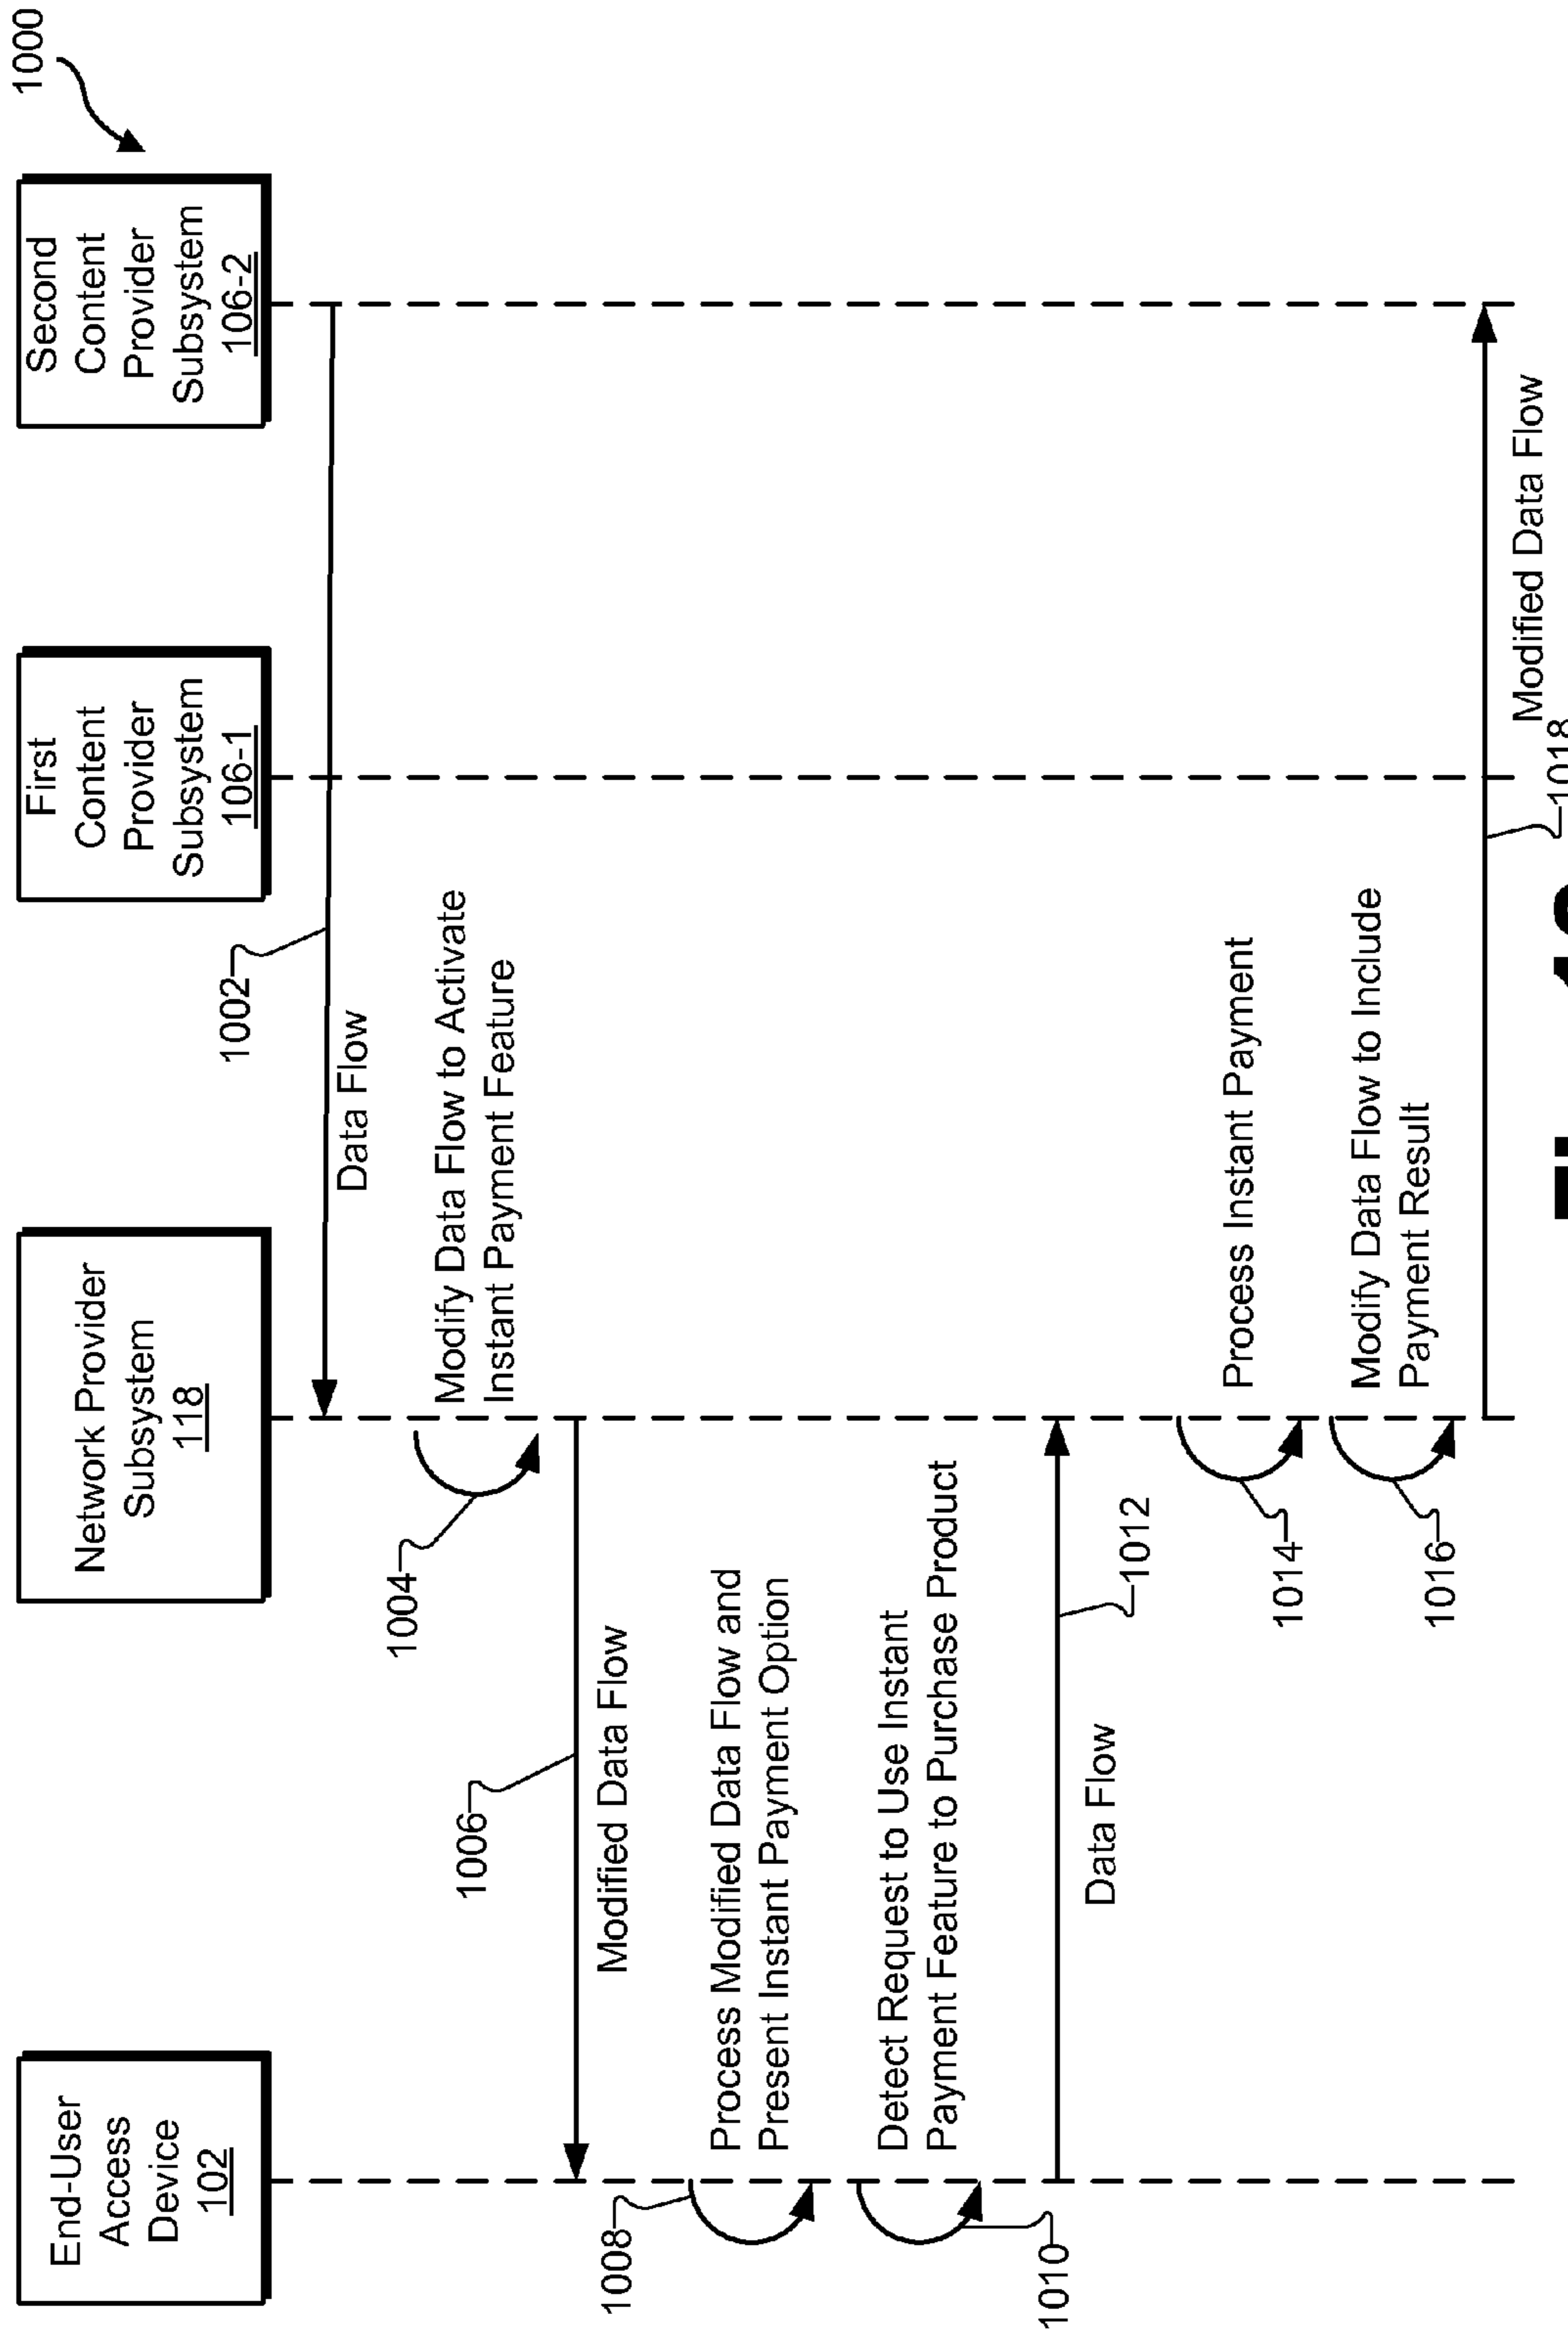 1000
End-User
Access
Device
102
Network Provider
Subsystem
118
First
Content
Provider
Subsystem
106-1
Second
Content
Provider
Subsystem
106-2
1002
Data Flow
1004
Modify Data Flow to Activate
Instant Payment Feature
1006
Modified Data Flow
1008
Process Modified Data Flow and
Present Instant Payment Option
Detect Request to Use Instant
Payment Feature to Purchase Product
1010
1012
Data Flow
Process Instant Payment
1014
Modify Data Flow to Include
Payment Result
1016
Modified Data Flow
1018